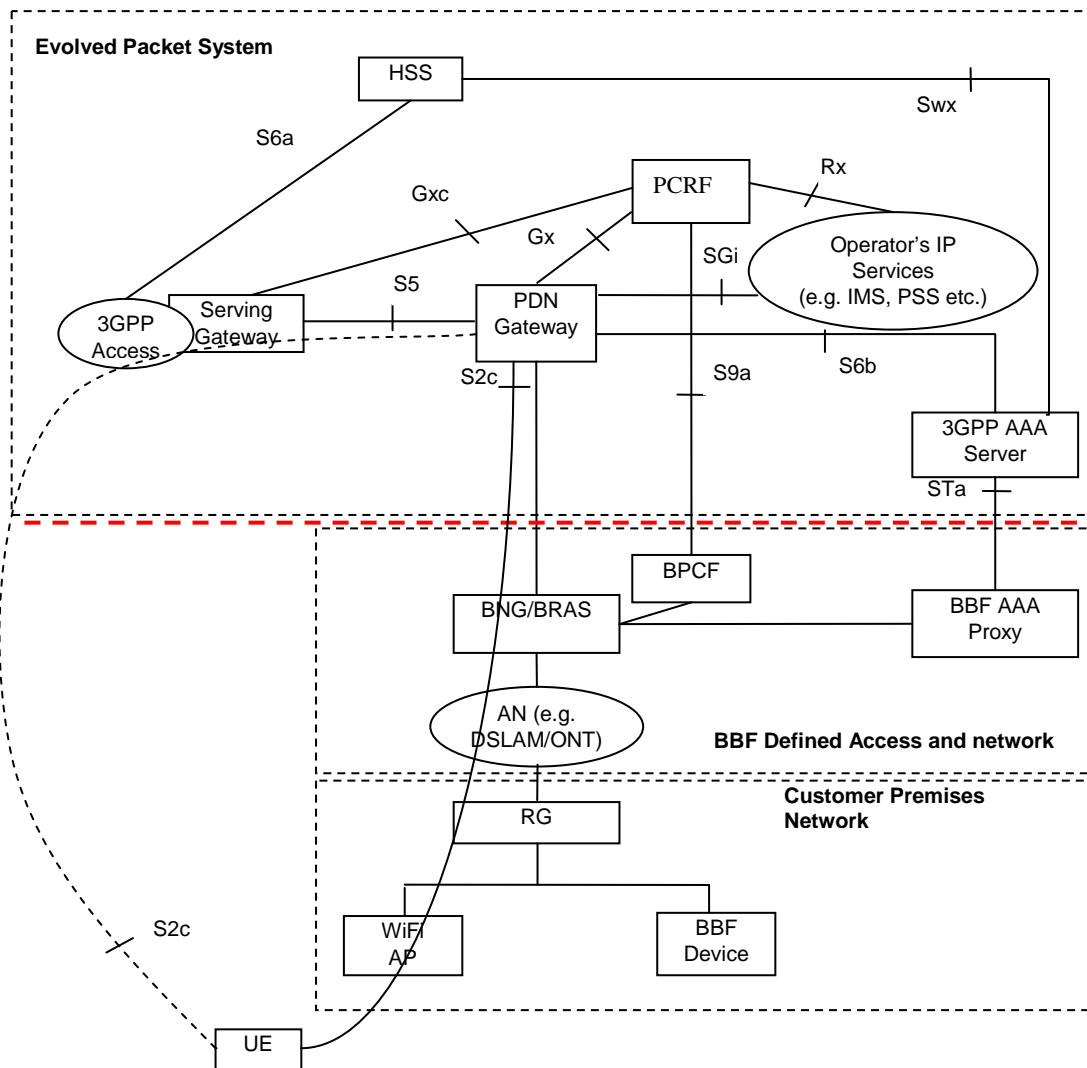 Evolved Packet System
HSS
Swx
S6a
PCRF
Rx
Gxc
Gx
SGi
Operator's IP
Services
(e.g. IMS, PSS etc.)
S5
PDN
Gateway
Serving
Gateway
3GPP
Access
S2c
S9a
S6b
3GPP AAA
Server
STa
BPCF
BNG/BRAS
BBF AAA
Proxy
AN (e.g.
DSLAM/ONT)
BBF Defined Access and network
Customer Premises
Network
RG
WiFi
AP
BBF
Device
S2c
UE